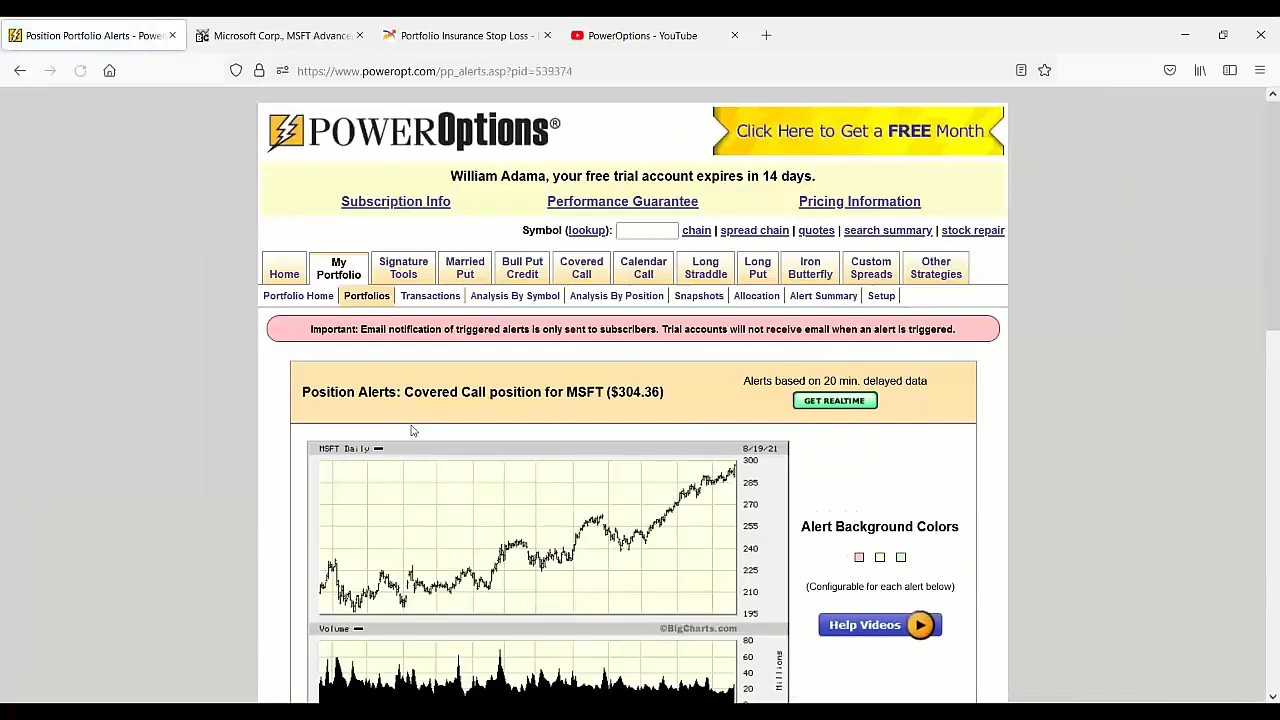 Position Portfolio Alerts - Powe
Microsoft Corp., MSFT Advance
Portfolio Insurance Stop Loss -
PowerOptions - YouTube
https://www.poweropt.com/pp_alerts.asp?pid=539374
POWEROptions®
Click Here to Get a FREE Month
William Adama, your free trial account expires in 14 days.
Subscription Info Performance Guarantee Pricing Information
Symbol (lookup): chain | spread chain | quotes | search summary | stock repair
Home
My Portfolio
Signature Tools
Married Put
Bull Put Credit
Covered Call
Calendar Call
Long Straddle
Long Put
Iron Butterfly
Custom Spreads
Other Strategies
Portfolio Home | Portfolios | Transactions | Analysis By Symbol | Analysis By Position | Snapshots | Allocation | Alert Summary | Setup |
Important: Email notification of triggered alerts is only sent to subscribers. Trial accounts will not receive email when an alert is triggered.
Position Alerts: Covered Call position for MSFT ($304.36)
Alerts based on 20 min. delayed data
GET REALTIME
MSFT Daily 8/19/21
300
285
270
255
240
225
210
195
Alert Background Colors
(Configurable for each alert below)
Help Videos
Volume ©BigCharts.com
80
60
40
20
Millions